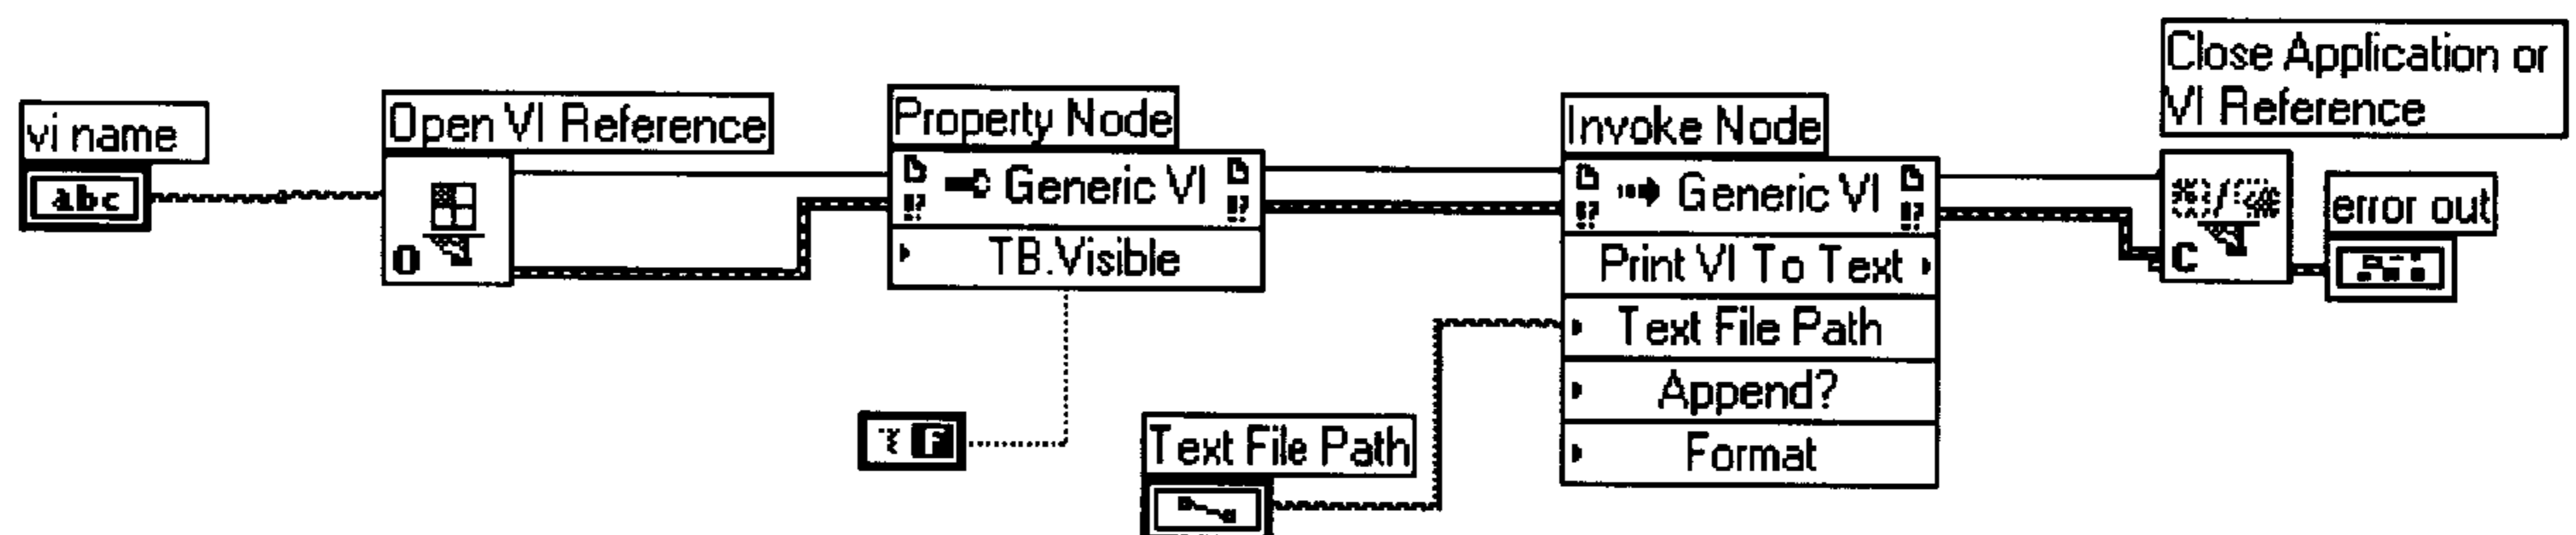 vi name
abc
Open VI Reference
O
Property Node
Generic VI
TB.Visible
F
Text File Path
Invoke Node
Generic VI
Print VI To Text
Text File Path
Append?
Format
Close Application or
VI Reference
C
error out